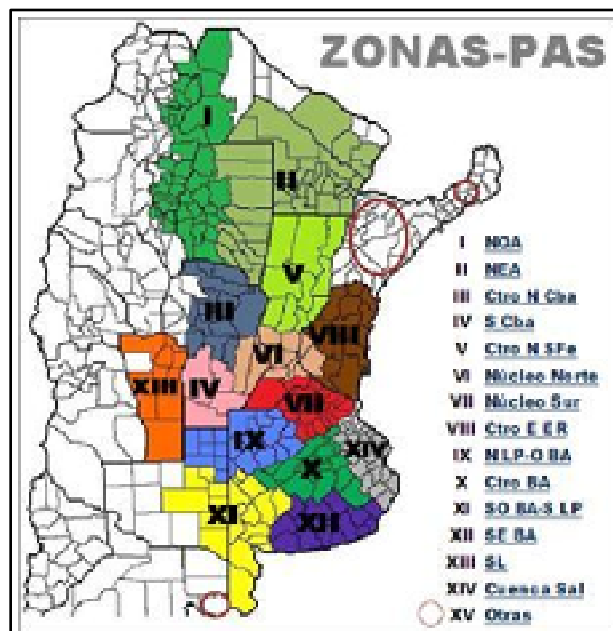 ZONAS-PAS
I NOA
II NEA
III Ctro N Cba
IV S Cba
V Ctro N SFe
VI Núcleo Norte
VII Núcleo Sur
VIII Ctro E ER
IX NLP-O BA
X Ctro BA
XI SO BA-S LP
XII SE BA
XIII SL
XIV Cuenca Sal
XV Otras
I
II
V
III
VIII
VI
XIII
IV
VII
IX
XIV
X
XI
XII